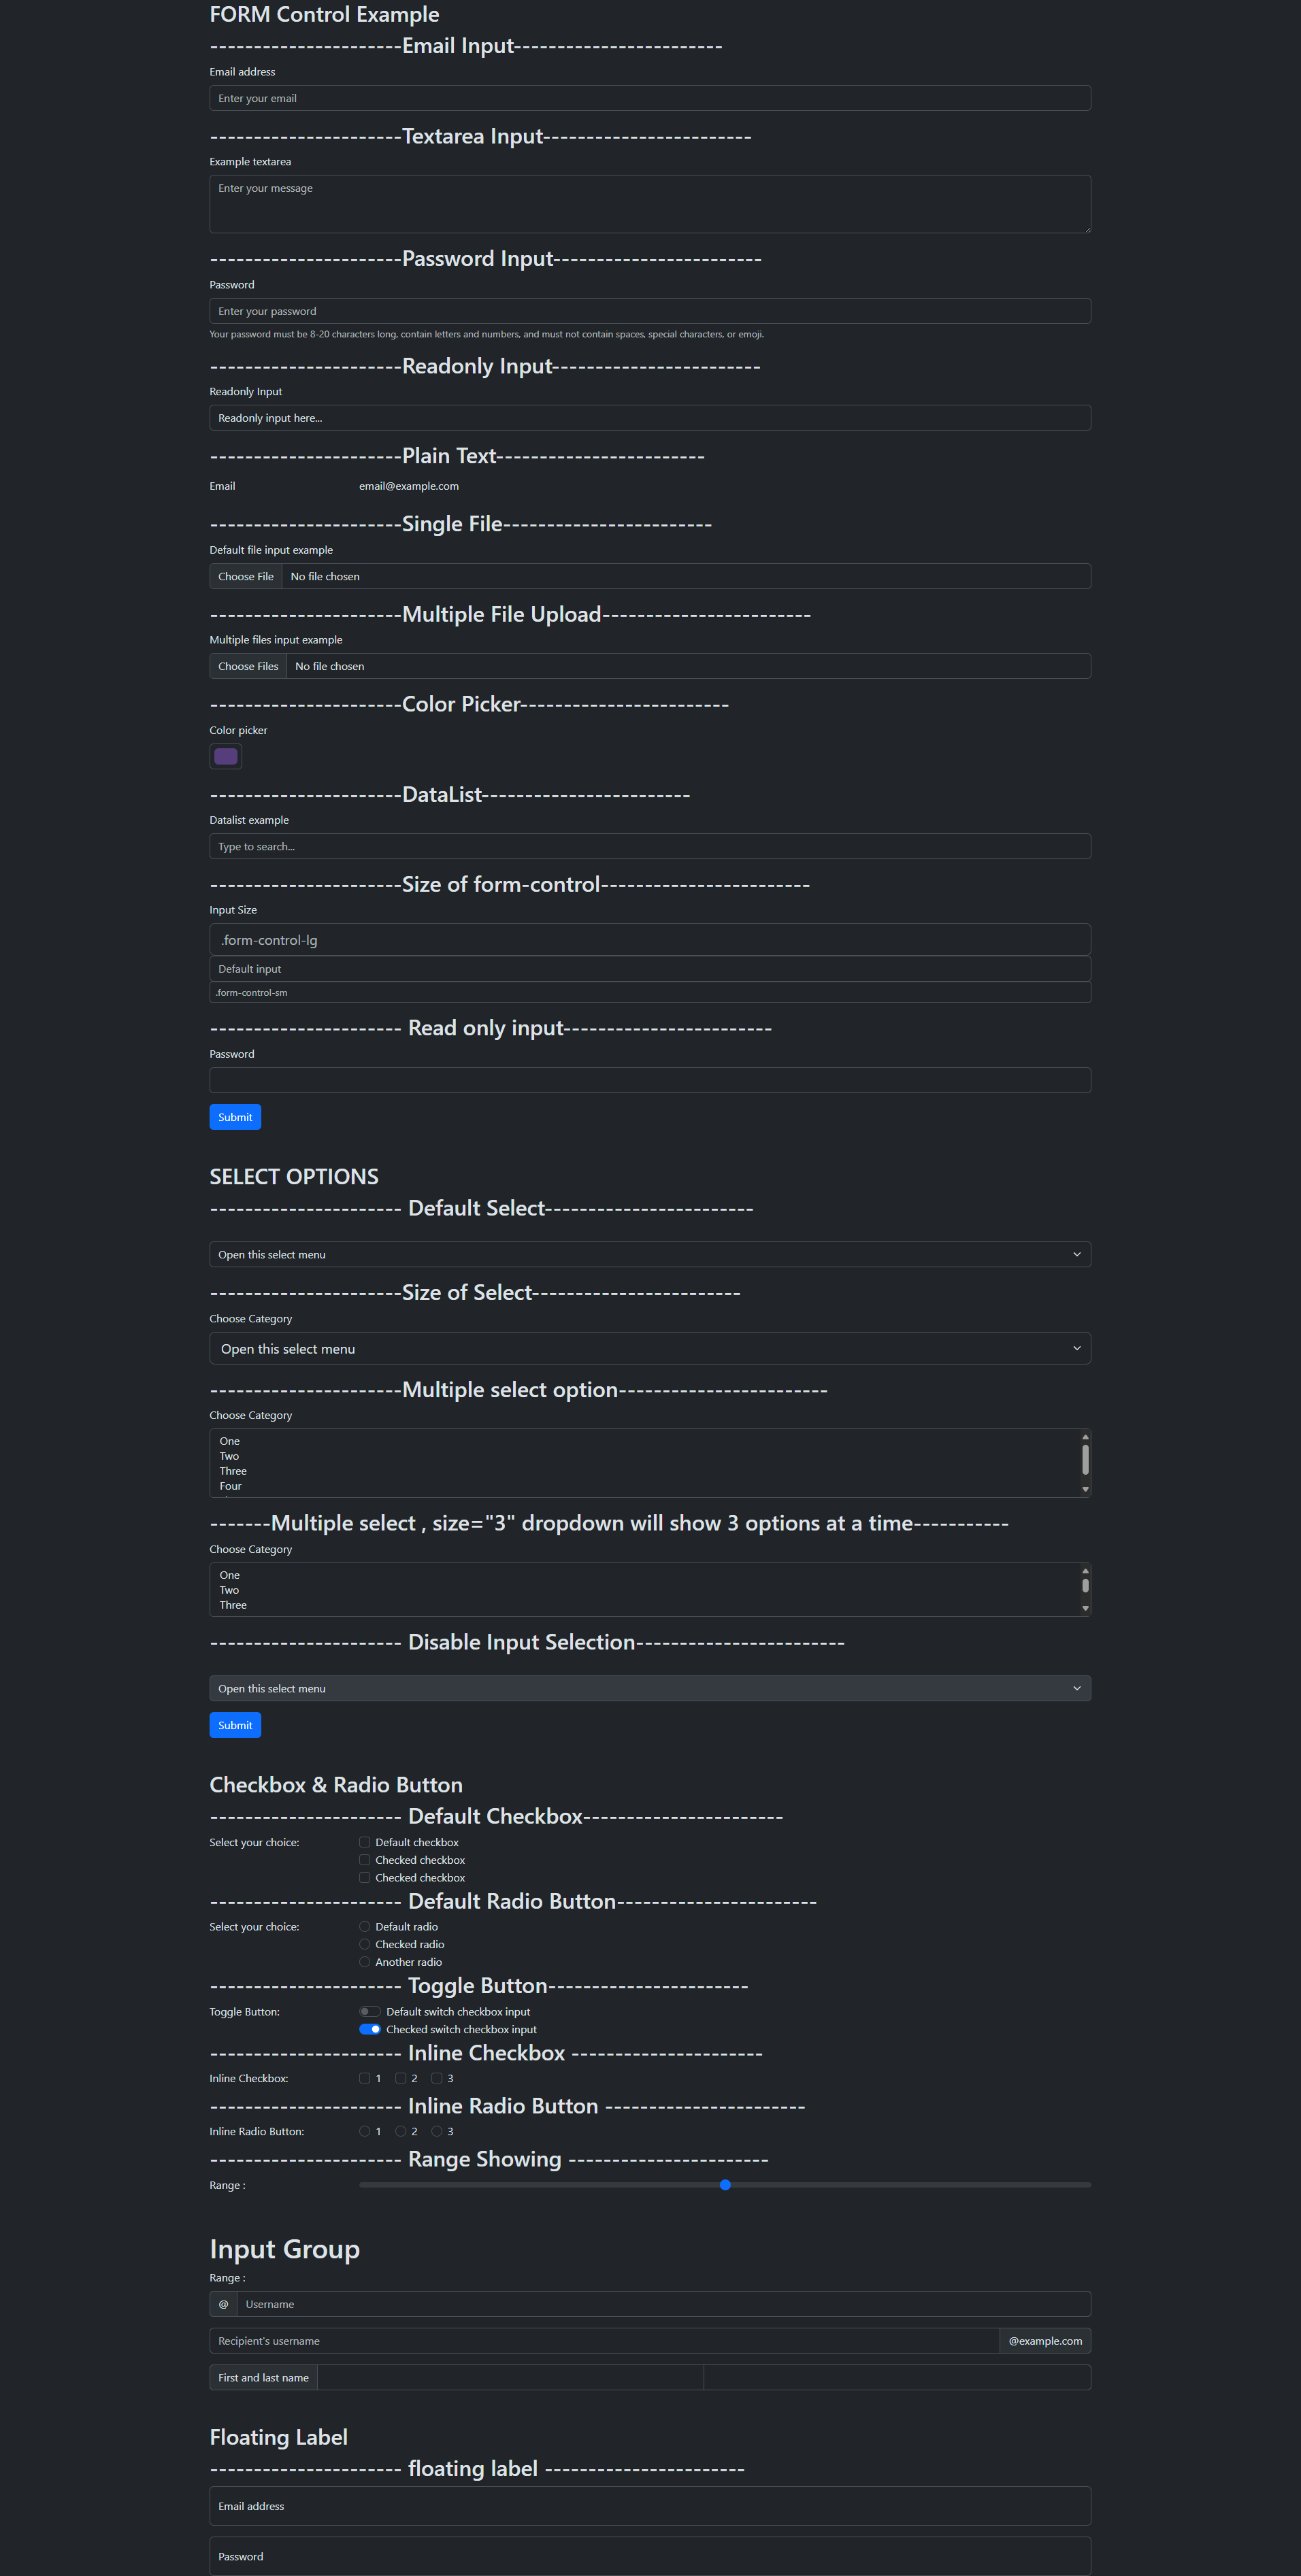 FORM Control Example
----------------------Email Input------------------------
Email address
Enter your email
----------------------Textarea Input------------------------
Example textarea
Enter your message
----------------------Password Input------------------------
Password
Enter your password
Your password must be 8-20 characters long, contain letters and numbers, and must not contain spaces, special characters, or emoji.
----------------------Readonly Input------------------------
Readonly Input
Readonly input here...
----------------------Plain Text------------------------
Email email@example.com
----------------------Single File------------------------
Default file input example
Choose File No file chosen
----------------------Multiple File Upload------------------------
Multiple files input example
Choose Files No file chosen
----------------------Color Picker------------------------
Color picker
----------------------DataList------------------------
Datalist example
Type to search...
----------------------Size of form-control------------------------
Input Size
.form-control-lg
Default input
.form-control-sm
---------------------- Read only input------------------------
Password
Submit
SELECT OPTIONS
---------------------- Default Select------------------------
Open this select menu
----------------------Size of Select------------------------
Choose Category
Open this select menu
----------------------Multiple select option------------------------
Choose Category
One
Two
Three
Four
-------Multiple select , size="3" dropdown will show 3 options at a time-----------
Choose Category
One
Two
Three
---------------------- Disable Input Selection------------------------
Open this select menu
Submit
Checkbox & Radio Button
---------------------- Default Checkbox-----------------------
Select your choice: Default checkbox
Checked checkbox
Checked checkbox
---------------------- Default Radio Button-----------------------
Select your choice: Default radio
Checked radio
Another radio
---------------------- Toggle Button-----------------------
Toggle Button: Default switch checkbox input
Checked switch checkbox input
---------------------- Inline Checkbox ----------------------
Inline Checkbox: 1 2 3
---------------------- Inline Radio Button -----------------------
Inline Radio Button: 1 2 3
---------------------- Range Showing -----------------------
Range :
Input Group
Range :
@ Username
Recipient's username @example.com
First and last name
Floating Label
---------------------- floating label -----------------------
Email address
Password